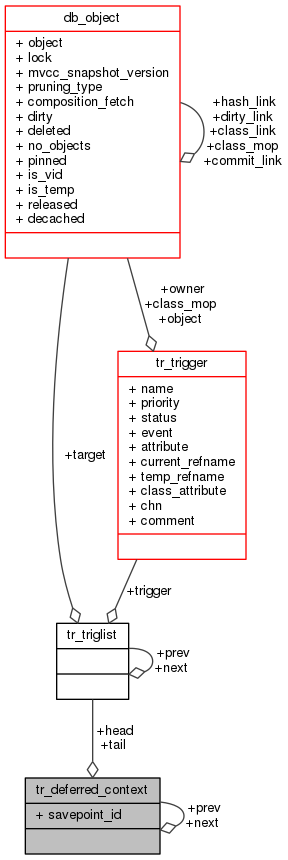 db_object
+ object
+ lock
+ mvcc_snapshot_version
+ pruning_type
+ composition_fetch
+ dirty
+ deleted
+ no_objects
+ pinned
+ is_vid
+ is_temp
+ released
+ decached
+hash_link
+dirty_link
+class_link
+class_mop
+commit_link
+owner
+class_mop
+object
tr_trigger
+ name
+ priority
+ status
+ event
+ attribute
+ current_refname
+ temp_refname
+ class_attribute
+ chn
+ comment
+target
+trigger
tr_triglist
+prev
+next
+head
+tail
tr_deferred_context
+ savepoint_id
+prev
+next